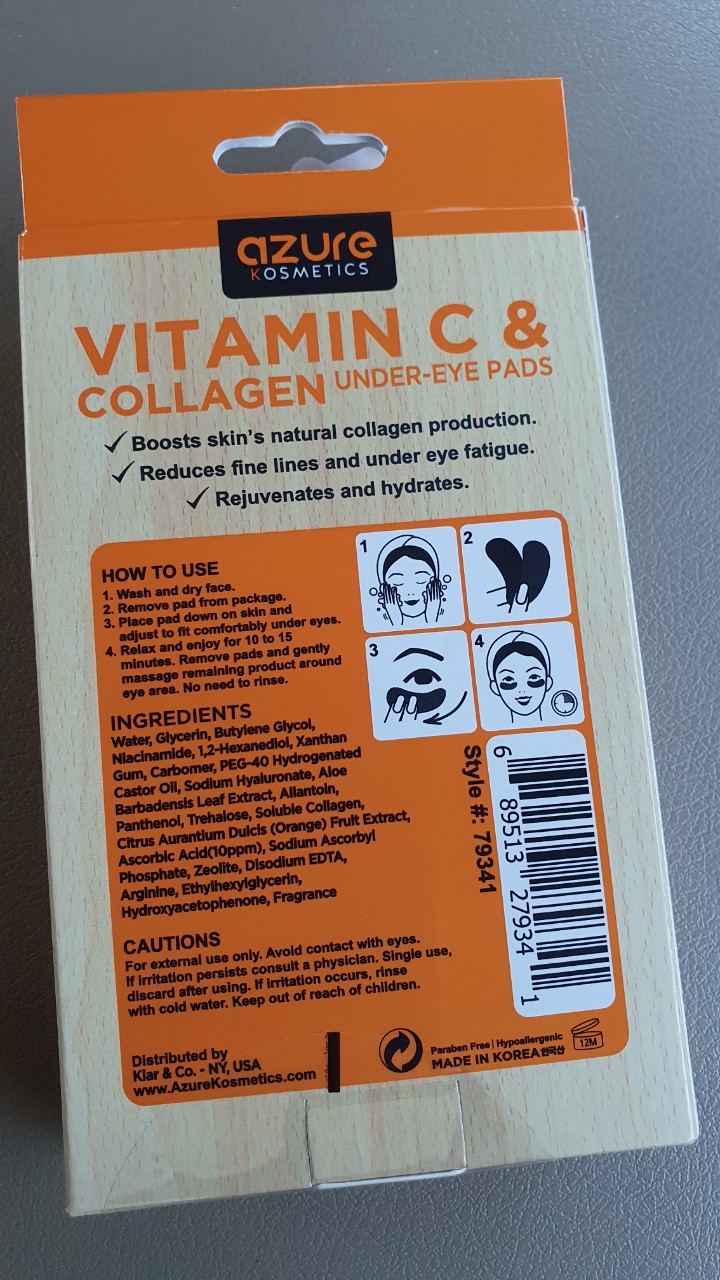 azure
KOSMETICS
VITAMIN C &
COLLAGEN UNDER-EYE PADS
✓ Boosts skin's natural collagen production.
✓ Reduces fine lines and under eye fatigue.
✓ Rejuvenates and hydrates.
HOW TO USE
1. Wash and dry face.
2. Remove pad from package.
3. Place pad down on skin and
adjust to fit comfortably under eyes.
4. Relax and enjoy for 10 to 15
minutes. Remove pads and gently
massage remaining product around
eye area. No need to rinse.
1
2
3
4
INGREDIENTS
Water, Glycerin, Butylene Glycol,
Niacinamide, 1,2-Hexanediol, Xanthan
Gum, Carbomer, PEG-40 Hydrogenated
Castor Oil, Sodium Hyaluronate, Aloe
Barbadensis Leaf Extract, Allantoin,
Panthenol, Trehalose, Soluble Collagen,
Citrus Aurantium Dulcis (Orange) Fruit Extract,
Ascorbic Acid(10ppm), Sodium Ascorbyl
Phosphate, Zeolite, Disodium EDTA,
Arginine, Ethylhexylglycerin,
Hydroxyacetophenone, Fragrance
Style #: 79341
6 89513 27934 1
CAUTIONS
For external use only. Avoid contact with eyes.
If irritation persists consult a physician. Single use,
discard after using. If irritation occurs, rinse
with cold water. Keep out of reach of children.
Distributed by
Klar & Co. - NY, USA
www.AzureKosmetics.com
Paraben Free | Hypoallergenic
MADE IN KOREA 한국산
12M